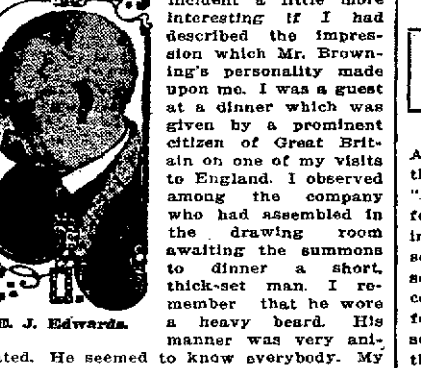 incident a little more
interesting if I had
described the impres-
sion which Mr. Brown-
ing's personality made
upon me. I was a guest
at a dinner which was
given by a prominent
citizen of Great Brit-
ain on one of my visits
to England. I observed
among the company
who had assembled in
the drawing room
awaiting the summons
to dinner a short,
thick-set man. I re-
member that he wore
a heavy beard. His
manner was very ani-
ted. He seemed to know everybody. My
E. J. Edwards.